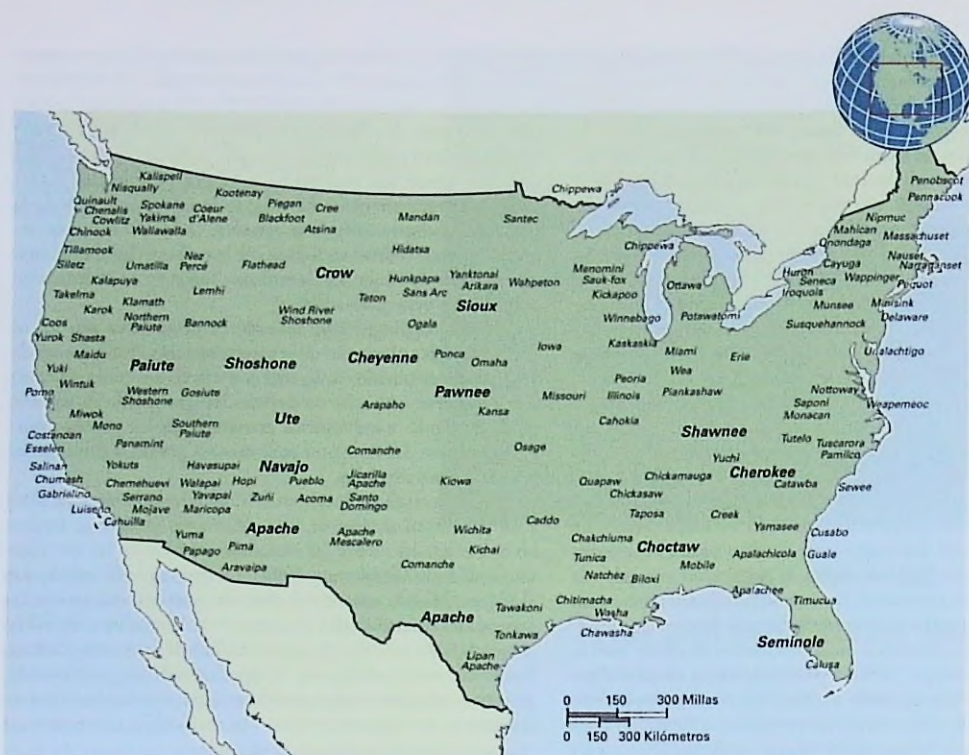 Penobscot
Pennacook
Kalispell
Nisqually
Kootenay
Chippewa
Quinault
Chenalis
Cowlitz
Chinook
Spokane
Yakima
Wallawalla
Coeur
d'Alene
Piegan
Blackfoot
Cree
Atsina
Mandan
Santec
Nipmuc
Mahican
Onondaga
Massachuset
Tillamook
Siletz
Umatilla
Nez
Perce
Flathead
Crow
Hidatsa
Chippewa
Nauset
Narraganset
Cayuga
Wappinger
Pequot
Kalapuya
Takelma
Karok
Klamath
Northern
Paiute
Lemhi
Bannock
Wind River
Shoshone
Teton
Hunkpapa
Sans Arc
Yanktonai
Arikara
Sioux
Wahpeton
Menomini
Sauk-fox
Kickapoo
Winnebago
Ottawa
Potawatomi
Huron
Seneca
Iroquois
Munsee
Minisink
Delaware
Susquehannock
Coos
Yurok
Shasta
Maidu
Ogala
Yuki
Wintuk
Pomo
Paiute
Shoshone
Cheyenne
Ponca
Omaha
Iowa
Kaskaskia
Miami
Erie
Unalachtigo
Western
Shoshone
Gosiute
Pawnee
Wea
Peoria
Illinois
Piankashaw
Nottoway
Saponi
Monacan
Weapemeoc
Miwok
Mono
Ute
Arapaho
Kansa
Missouri
Cahokia
Shawnee
Costanoan
Esselen
Panamint
Southern
Paiute
Comanche
Osage
Yuchi
Tutelo
Tuscarora
Pamlico
Salinan
Chumash
Gabrialino
Luiseño
Yokuts
Chemehuevi
Serrano
Mojave
Cahuilla
Havasupai
Walapai
Yavapai
Maricopa
Navajo
Hopi
Zuñi
Pueblo
Acoma
Jicarilla
Apache
Santo
Domingo
Kiowa
Quapaw
Chickamauga
Chickasaw
Cherokee
Catawba
Sewee
Yuma
Papago
Pima
Aravaipa
Apache
Apache
Mescalero
Wichita
Kichai
Caddo
Taposa
Creek
Yamasee
Cusabo
Guale
Chakchiuma
Tunica
Natchez
Choctaw
Mobile
Biloxi
Apalachicola
Comanche
Apalachee
Timucua
Apache
Tawakoni
Tonkawa
Lipan
Apache
Chitimacha
Washa
Chawasha
Seminole
Calusa
0 150 300 Millas
0 150 300 Kilómetros